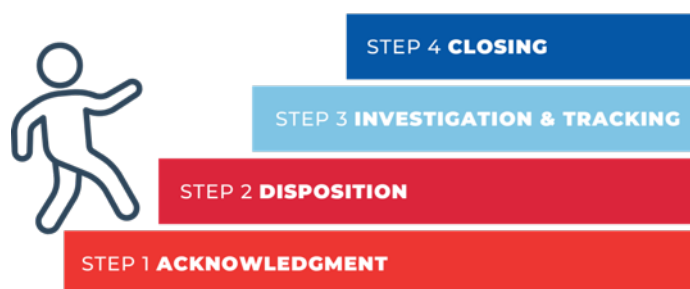 STEP 4 CLOSING
STEP 3 INVESTIGATION & TRACKING
STEP 2 DISPOSITION
STEP 1 ACKNOWLEDGMENT